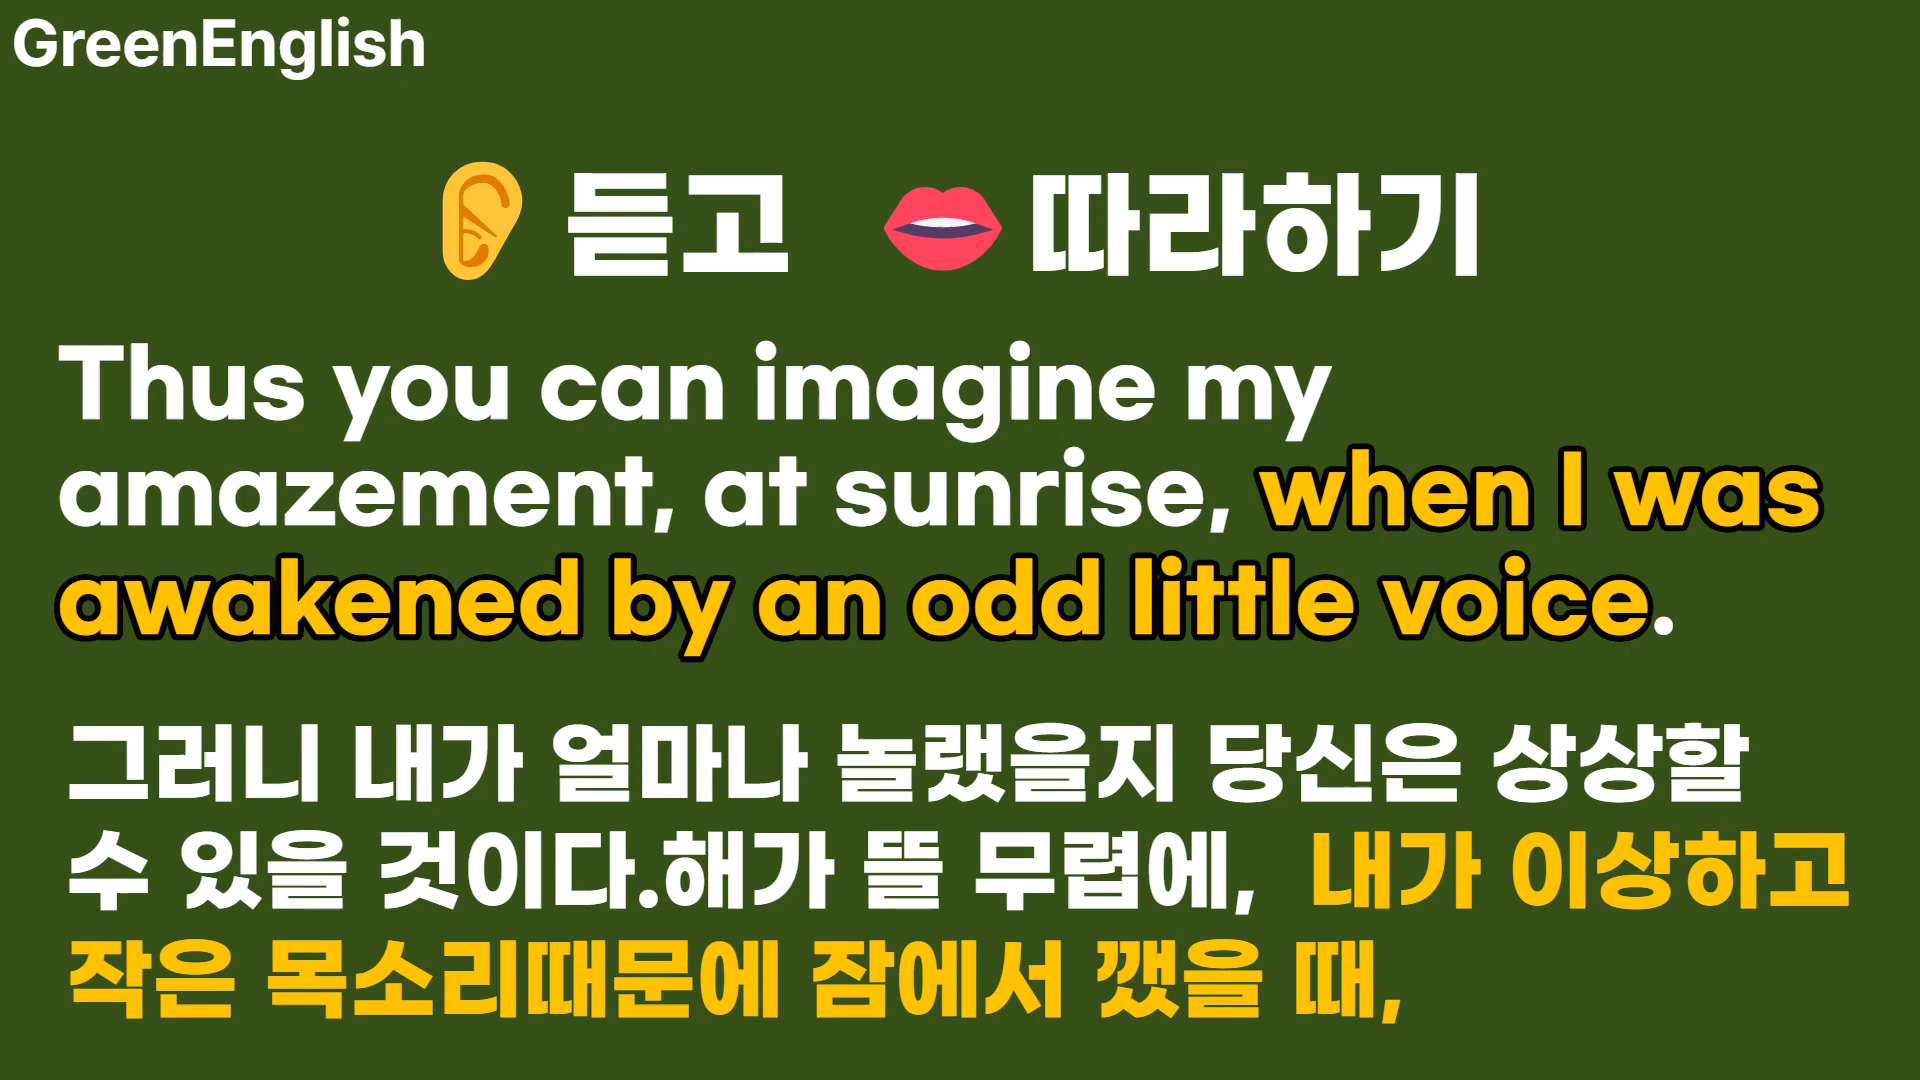 GreenEnglish
듣고 따라하기
Thus you can imagine my
amazement, at sunrise, when I was
awakened by an odd little voice.
그러니 내가 얼마나 놀랬을지 당신은 상상할
수 있을 것이다.해가 뜰 무렵에, 내가 이상하고
작은 목소리때문에 잠에서 깼을 때,